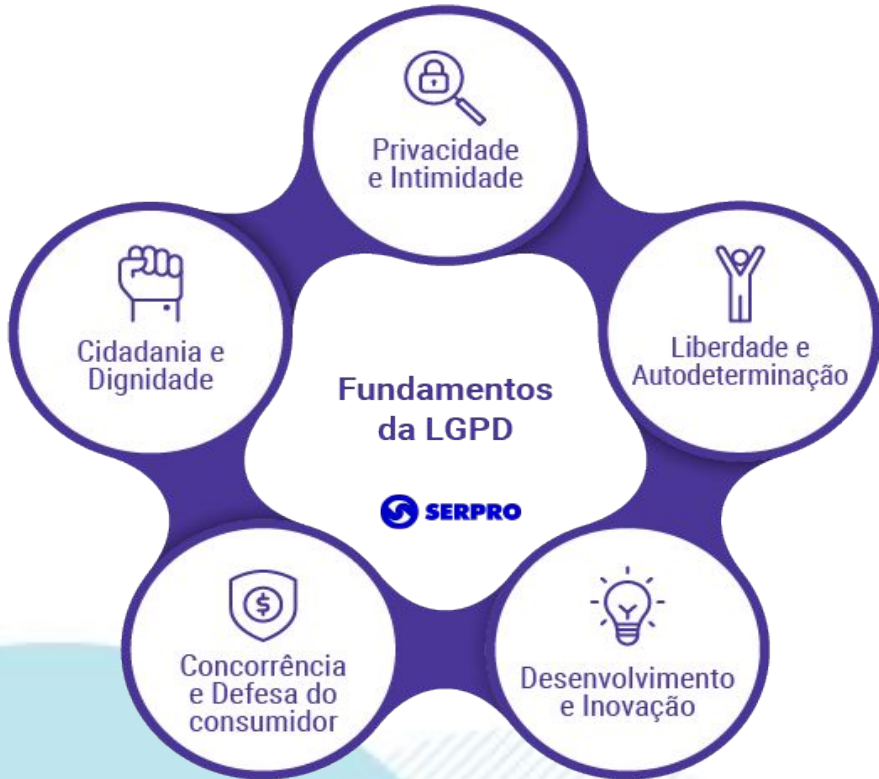 Privacidade
e Intimidade
Cidadania e
Dignidade
Liberdade e
Autodeterminação
Fundamentos
da LGPD
SERPRO
$
Concorrência
e Defesa do
consumidor
Desenvolvimento
e Inovação